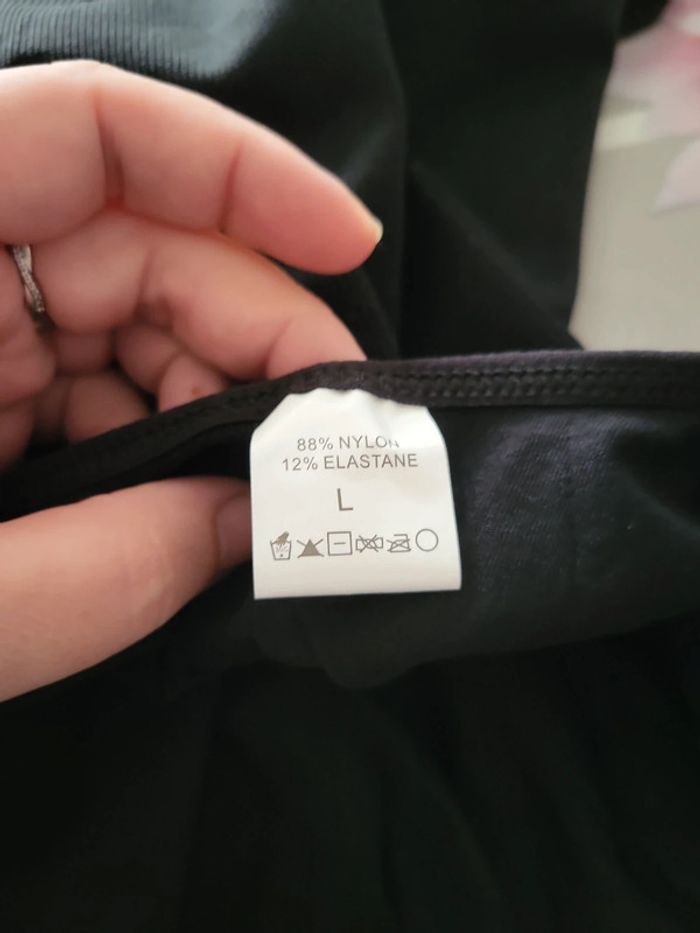 88% NYLON
12% ELASTANE
L